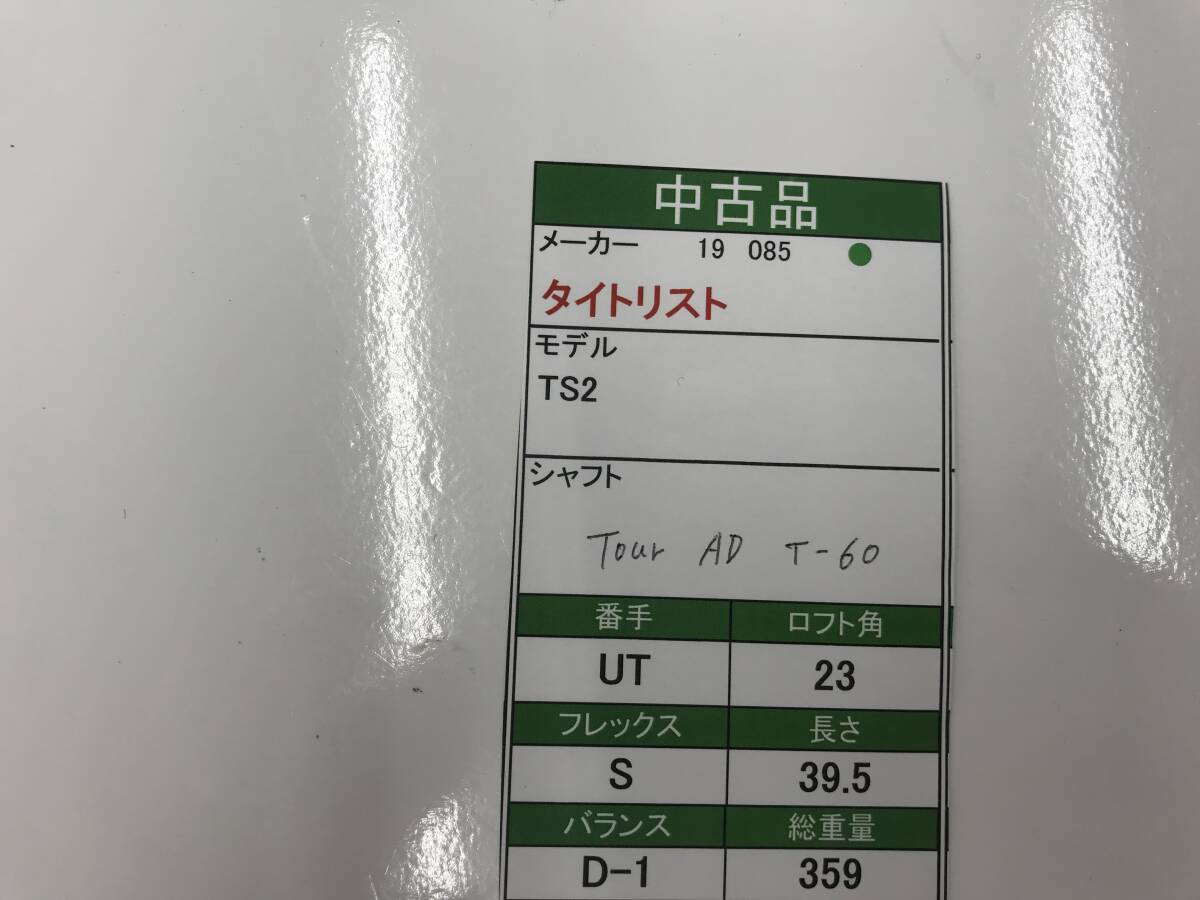 中古品
メーカー 19 085
タイトリスト
モデル
TS2
シャフト
Tour AD T-60
番手 ロフト角
UT 23
フレックス 長さ
S 39.5
バランス 総重量
D-1 359